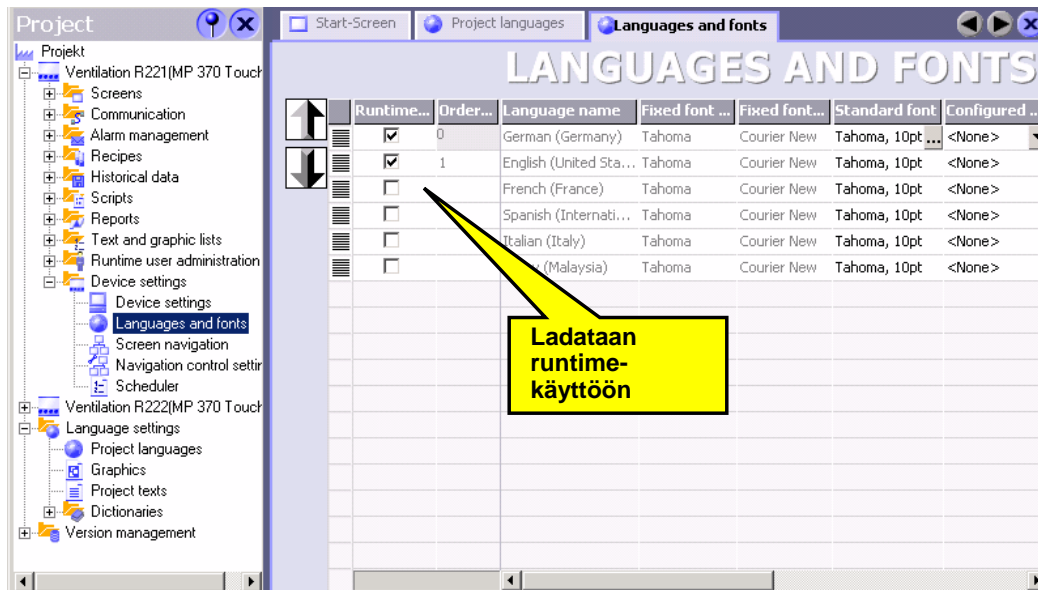 Project
Start-Screen
Project languages
Languages and fonts
Projekt
Ventilation R221(MP 370 Touch
Screens
Communication
Alarm management
Recipes
Historical data
Scripts
Reports
Text and graphic lists
Runtime user administration
Device settings
Device settings
Languages and fonts
Screen navigation
Navigation control settin
Scheduler
Ventilation R222(MP 370 Touch
Language settings
Project languages
Graphics
Project texts
Dictionaries
Version management
LANGUAGES AND FONTS
Runtime... Order... Language name Fixed font ... Fixed font... Standard font Configured ...
0 German (Germany) Tahoma Courier New Tahoma, 10pt ... <None>
1 English (United Sta... Tahoma Courier New Tahoma, 10pt <None>
French (France) Tahoma Courier New Tahoma, 10pt <None>
Spanish (Internati... Tahoma Courier New Tahoma, 10pt <None>
Italian (Italy) Tahoma Courier New Tahoma, 10pt <None>
(Malaysia) Tahoma Courier New Tahoma, 10pt <None>
Ladataan
runtime-
käyttöön